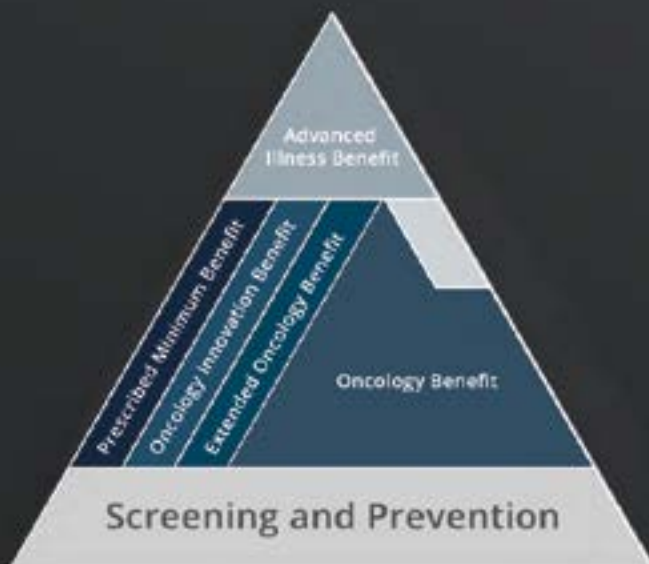 Advanced
Illness Benefit
Prescribed Minimum Benefit
Oncology Innovation Benefit
Extended Oncology Benefit
Oncology Benefit
Screening and Prevention